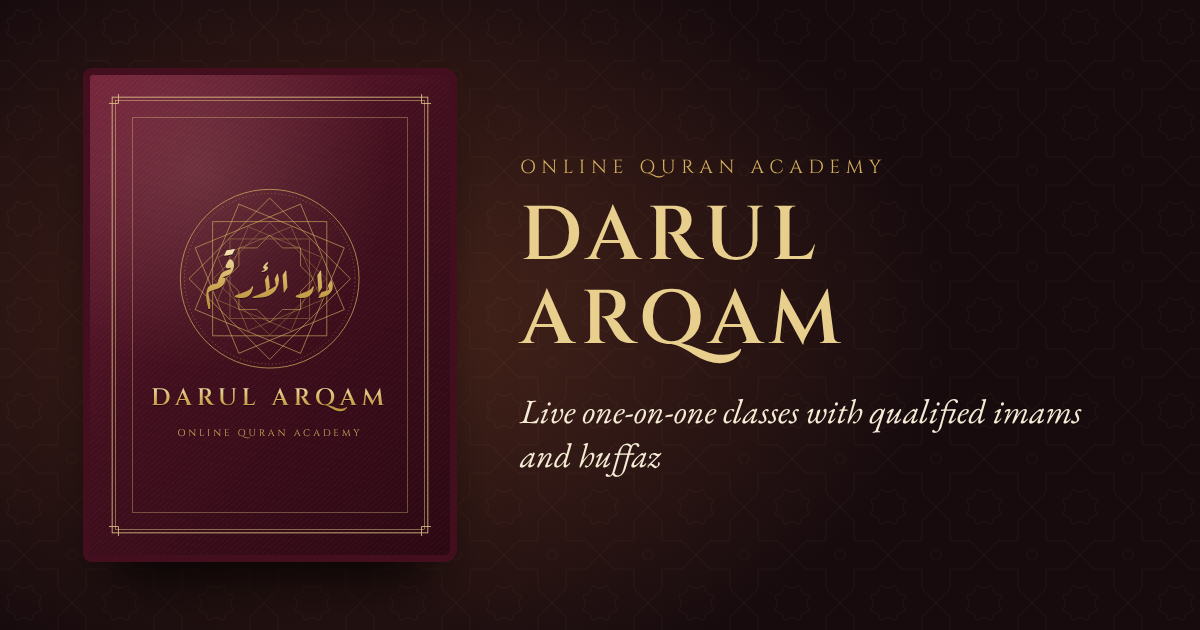 دار الأرقم
DARUL ARQAM
ONLINE QURAN ACADEMY
ONLINE QURAN ACADEMY
DARUL
ARQAM
Live one-on-one classes with qualified imams
and huffaz